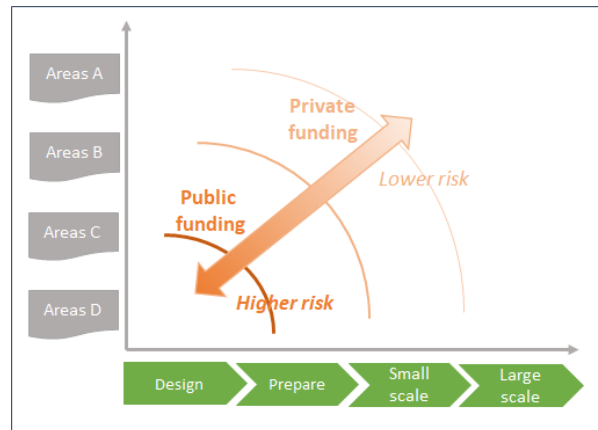 Areas A
Areas B
Areas C
Areas D
Private
funding
Lower risk
Public
funding
Higher risk
Design
Prepare
Small
scale
Large
scale